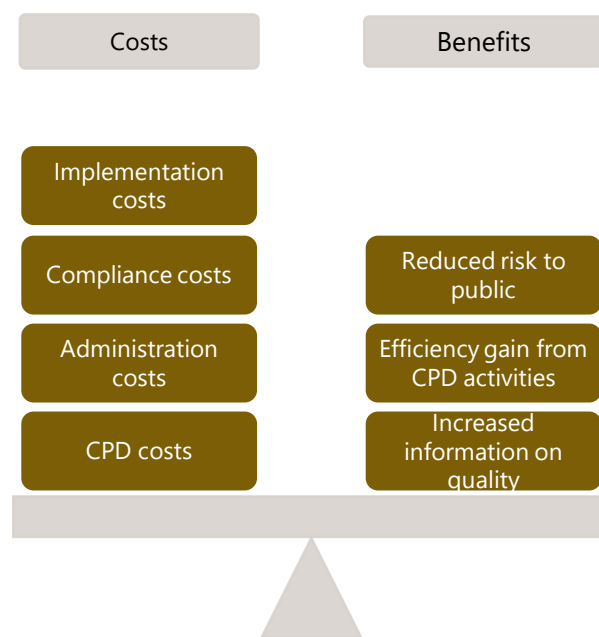 Costs
Benefits
Implementation
costs
Compliance costs
Reduced risk to
public
Administration
costs
Efficiency gain from
CPD activities
CPD costs
Increased
information on
quality